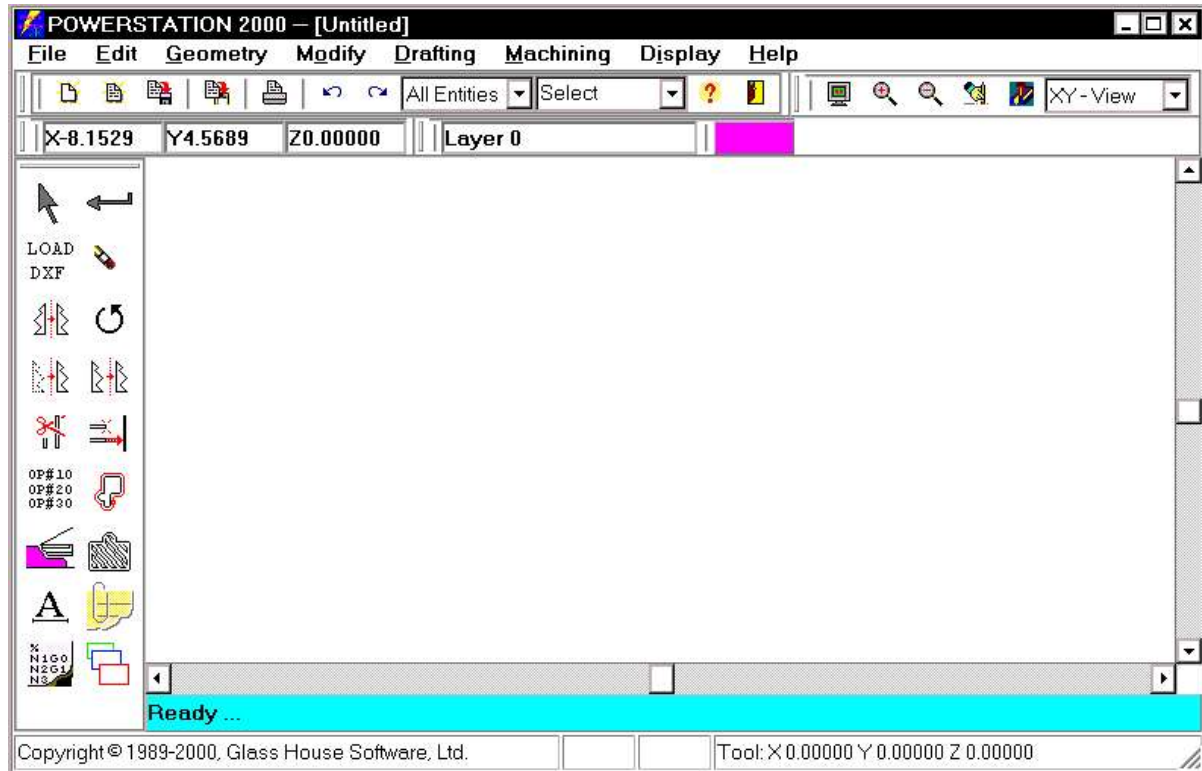 POWERSTATION 2000 — [Untitled]
File Edit Geometry Modify Drafting Machining Display Help
All Entities Select ? XY-View
X-8.1529 Y4.5689 Z0.00000 Layer 0
LOAD
DXF
OP#10
OP#20
OP#30
A
%
N1G0
N2G1
N3
Ready ...
Copyright © 1989-2000, Glass House Software, Ltd. Tool: X 0.00000 Y 0.00000 Z 0.00000